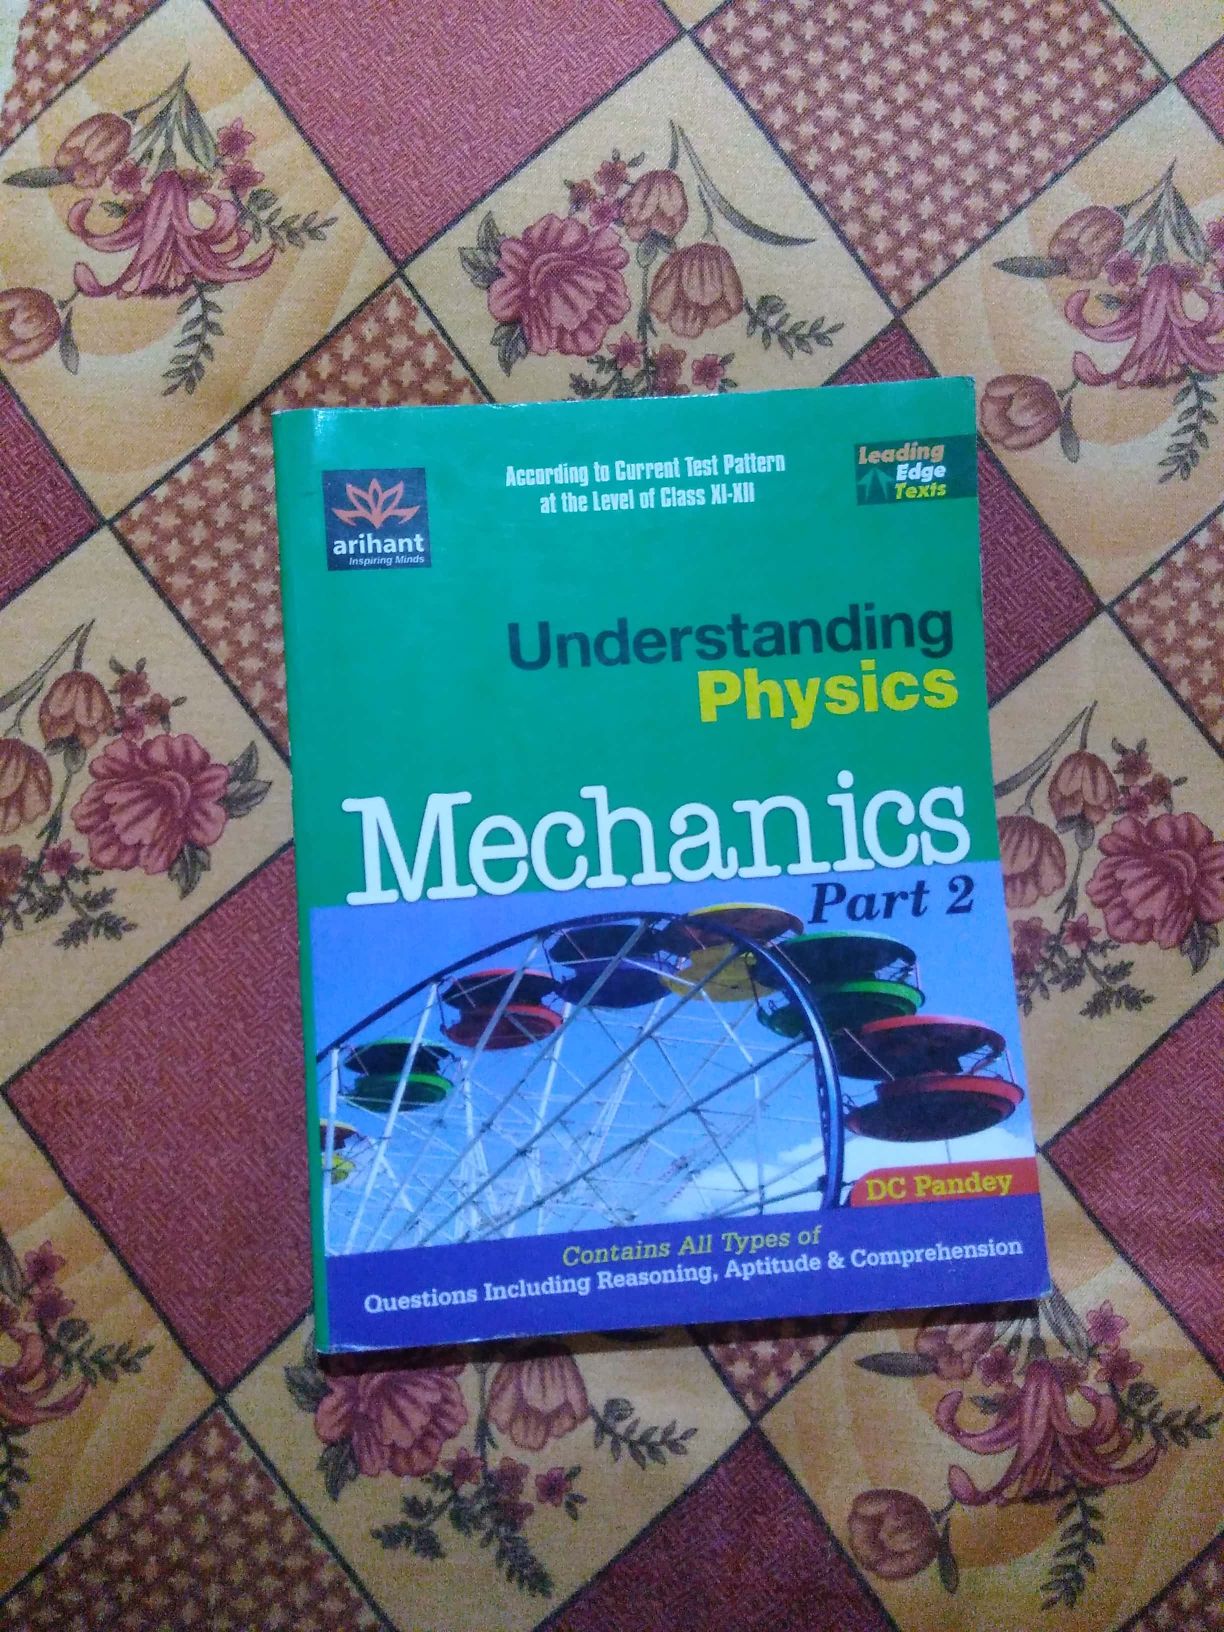 According to Current Test Pattern
at the Level of Class XI-XII
Leading
Edge
Texts
arihant
Inspiring Minds
Understanding
Physics
Mechanics
Part 2
DC Pandey
Contains All Types of
Questions Including Reasoning, Aptitude & Comprehension